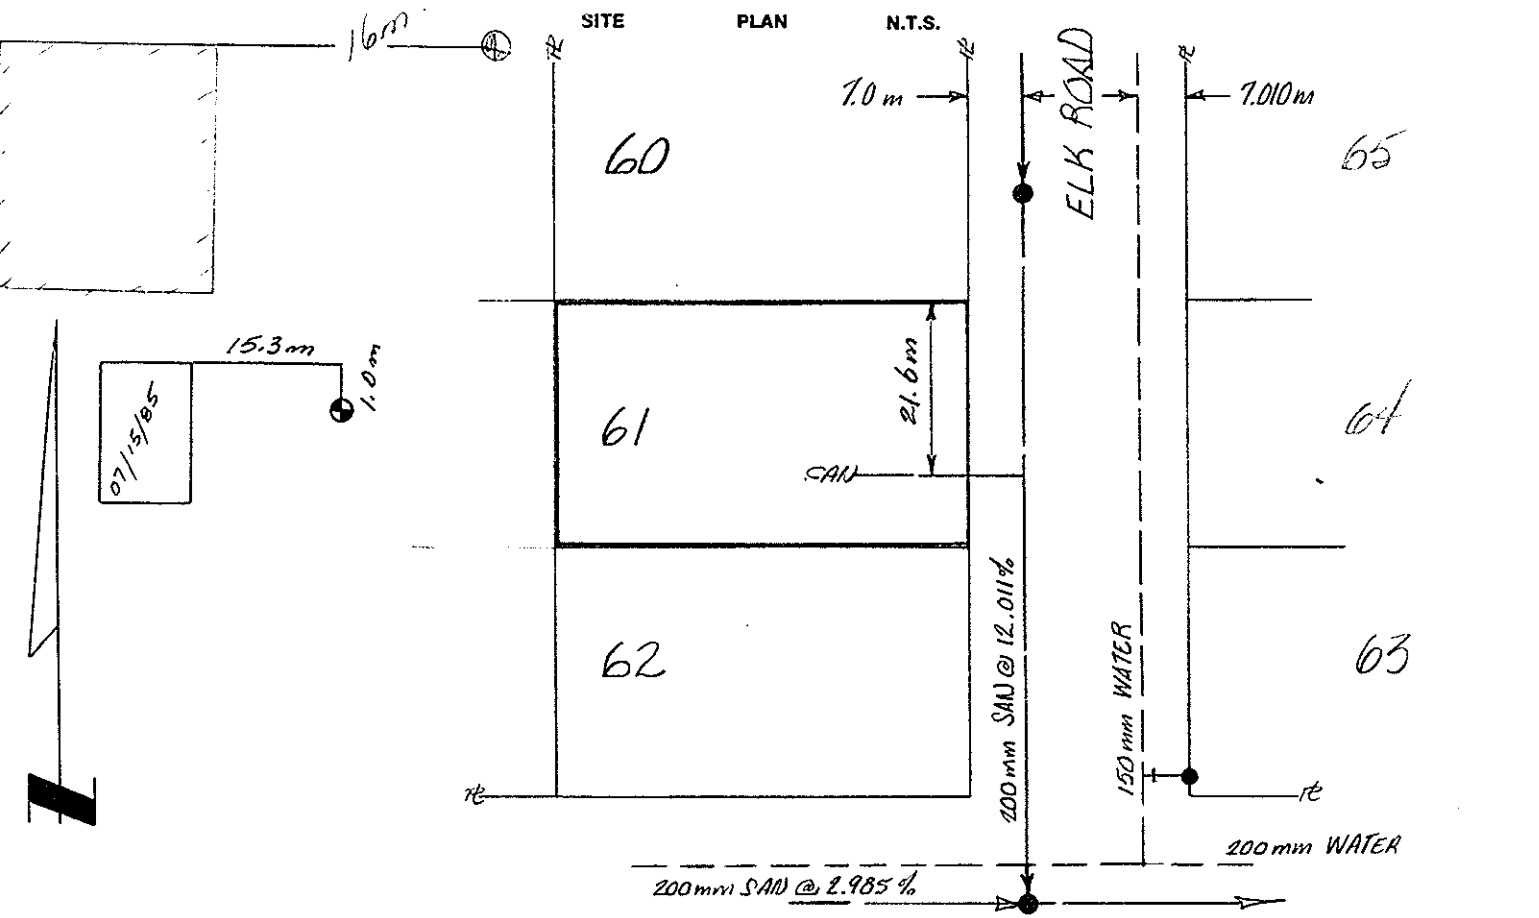 SITE PLAN N.T.S.
16m
7.0 m
ELK ROAD
7.010m
60
65
15.3m
1.0m
07/15/85
21.6m
61
64
SAN
200mm SAN @ 12.011%
150mm WATER
62
63
200mm WATER
200mm SAN @ 2.985 %